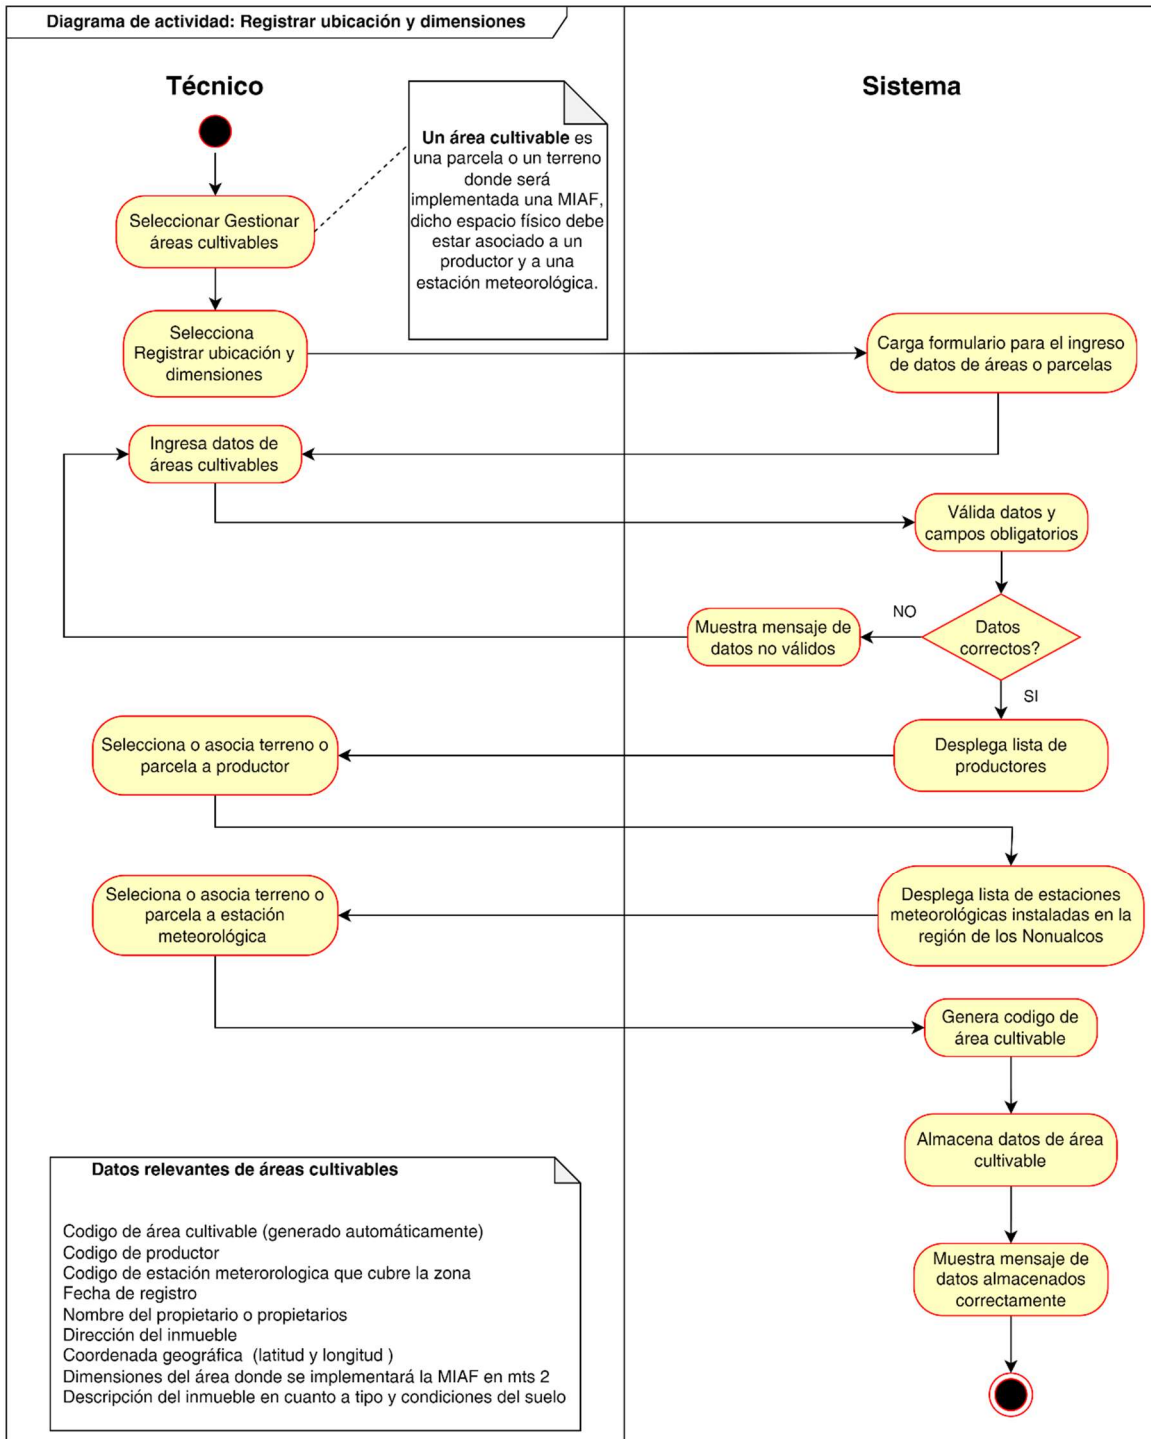 Diagrama de actividad: Registrar ubicación y dimensiones
Técnico
Sistema
Un área cultivable es
una parcela o un terreno
donde será
implementada una MIAF,
dicho espacio físico debe
estar asociado a un
productor y a una
estación meteorológica.
Seleccionar Gestionar
áreas cultivables
Selecciona
Registrar ubicación y
dimensiones
Carga formulario para el ingreso
de datos de áreas o parcelas
Ingresa datos de
áreas cultivables
Válida datos y
campos obligatorios
Datos
correctos?
NO
Muestra mensaje de
datos no válidos
SI
Desplega lista de
productores
Selecciona o asocia terreno o
parcela a productor
Desplega lista de estaciones
meteorológicas instaladas en la
región de los Nonualcos
Seleciona o asocia terreno o
parcela a estación
meteorológica
Genera codigo de
área cultivable
Almacena datos de área
cultivable
Muestra mensaje de
datos almacenados
correctamente
Datos relevantes de áreas cultivables
Codigo de área cultivable (generado automáticamente)
Codigo de productor
Codigo de estación meterorologica que cubre la zona
Fecha de registro
Nombre del propietario o propietarios
Dirección del inmueble
Coordenada geográfica (latitud y longitud )
Dimensiones del área donde se implementará la MIAF en mts 2
Descripción del inmueble en cuanto a tipo y condiciones del suelo